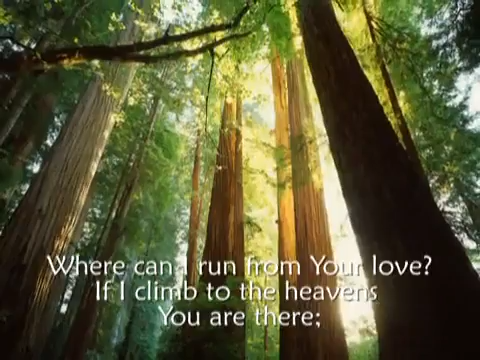 Where can I run from Your love?
If I climb to the heavens
You are there;